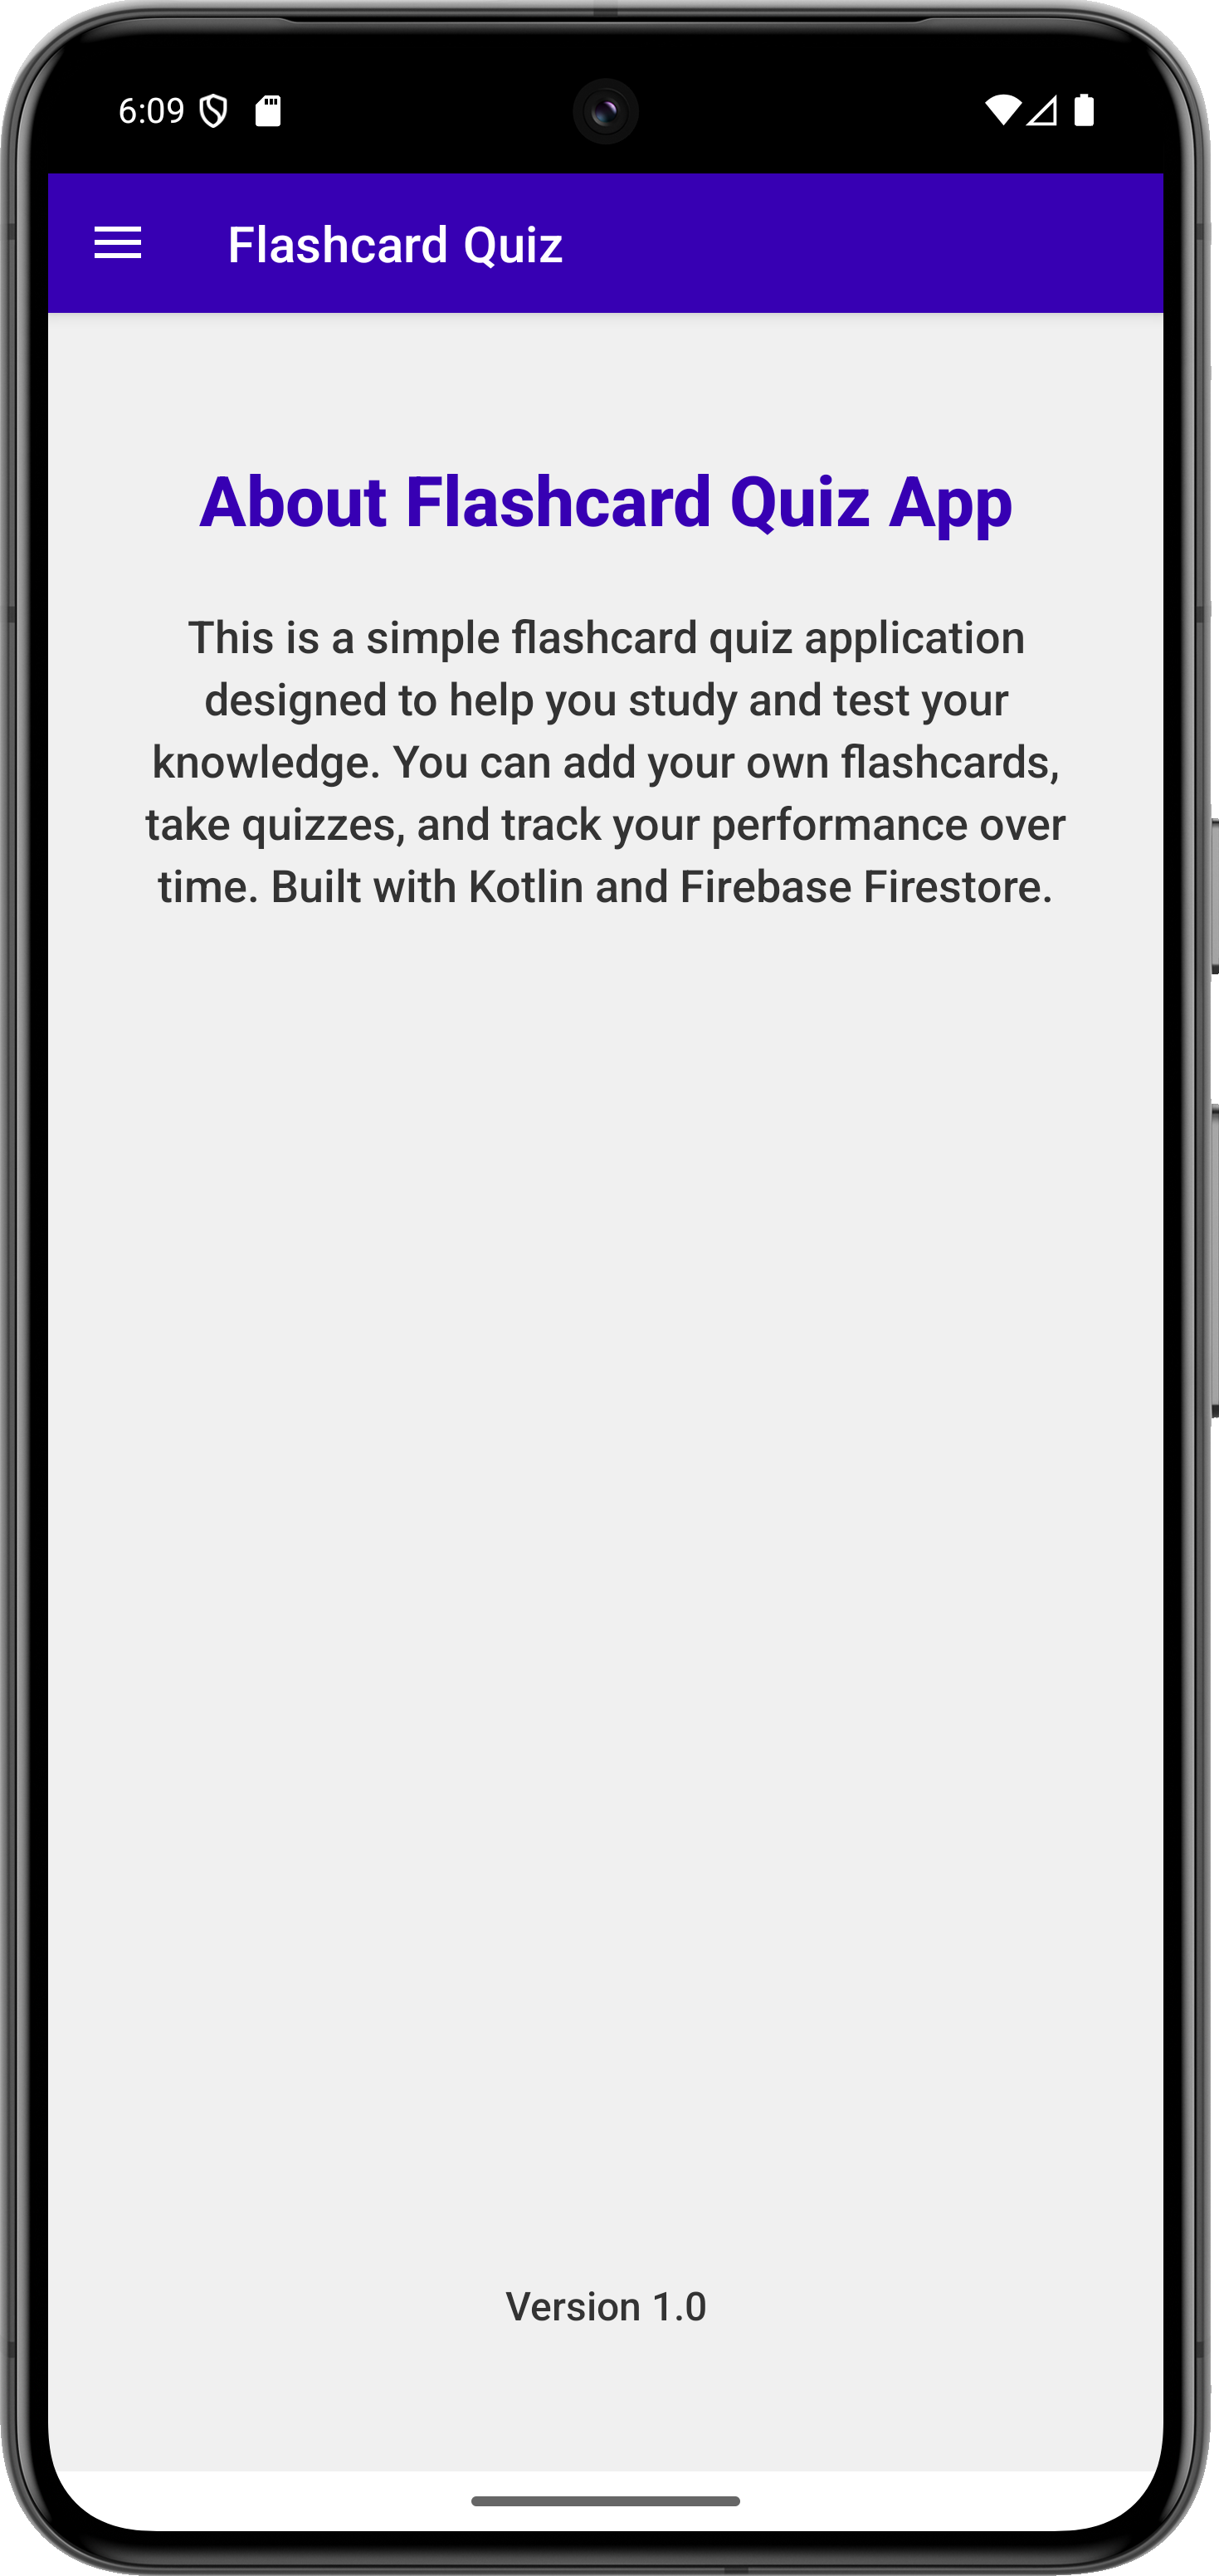 6:09
Flashcard Quiz
About Flashcard Quiz App
This is a simple flashcard quiz application
designed to help you study and test your
knowledge. You can add your own flashcards,
take quizzes, and track your performance over
time. Built with Kotlin and Firebase Firestore.
Version 1.0